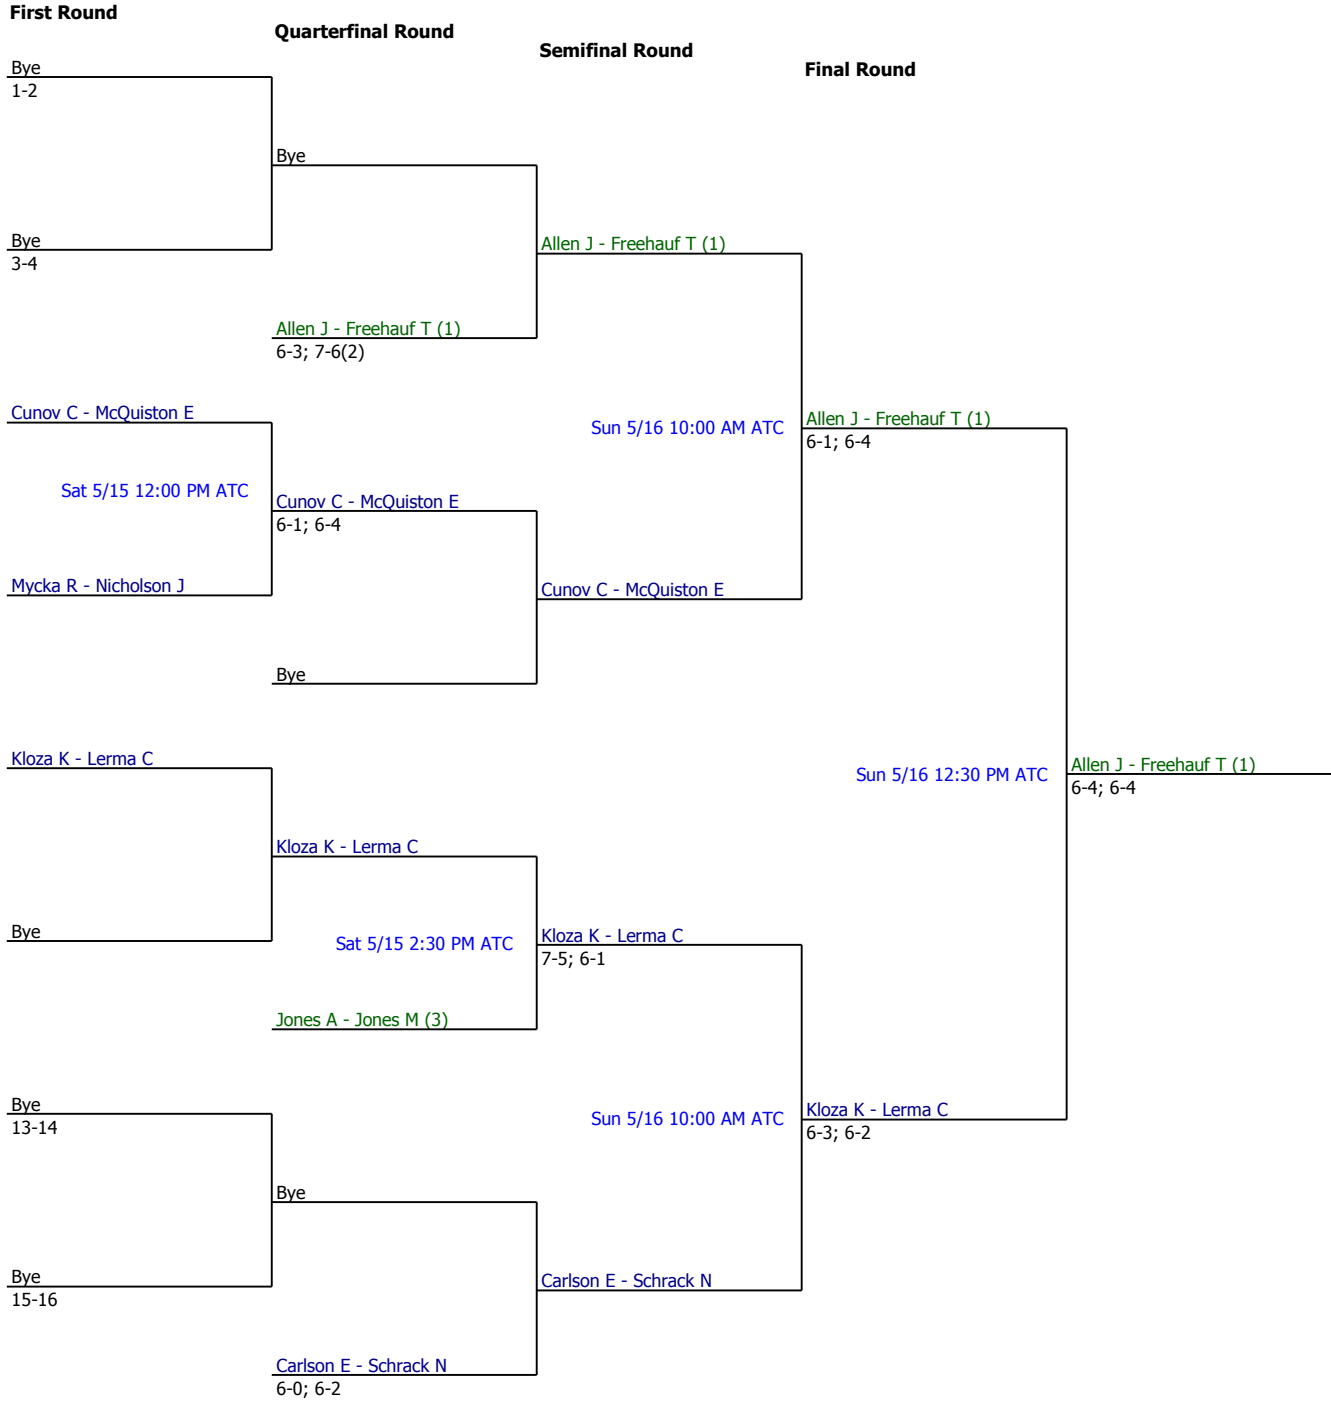 First Round
Quarterfinal Round
Semifinal Round
Final Round
Bye
1-2
Bye
Bye
3-4
Allen J - Freehauf T (1)
Allen J - Freehauf T (1)
6-3; 7-6(2)
Cunov C - McQuiston E
Sun 5/16 10:00 AM ATC
Allen J - Freehauf T (1)
6-1; 6-4
Sat 5/15 12:00 PM ATC
Cunov C - McQuiston E
6-1; 6-4
Mycka R - Nicholson J
Cunov C - McQuiston E
Bye
Kloza K - Lerma C
Sun 5/16 12:30 PM ATC
Allen J - Freehauf T (1)
6-4; 6-4
Kloza K - Lerma C
Bye
Sat 5/15 2:30 PM ATC
Kloza K - Lerma C
7-5; 6-1
Jones A - Jones M (3)
Bye
13-14
Sun 5/16 10:00 AM ATC
Kloza K - Lerma C
6-3; 6-2
Bye
Bye
15-16
Carlson E - Schrack N
Carlson E - Schrack N
6-0; 6-2